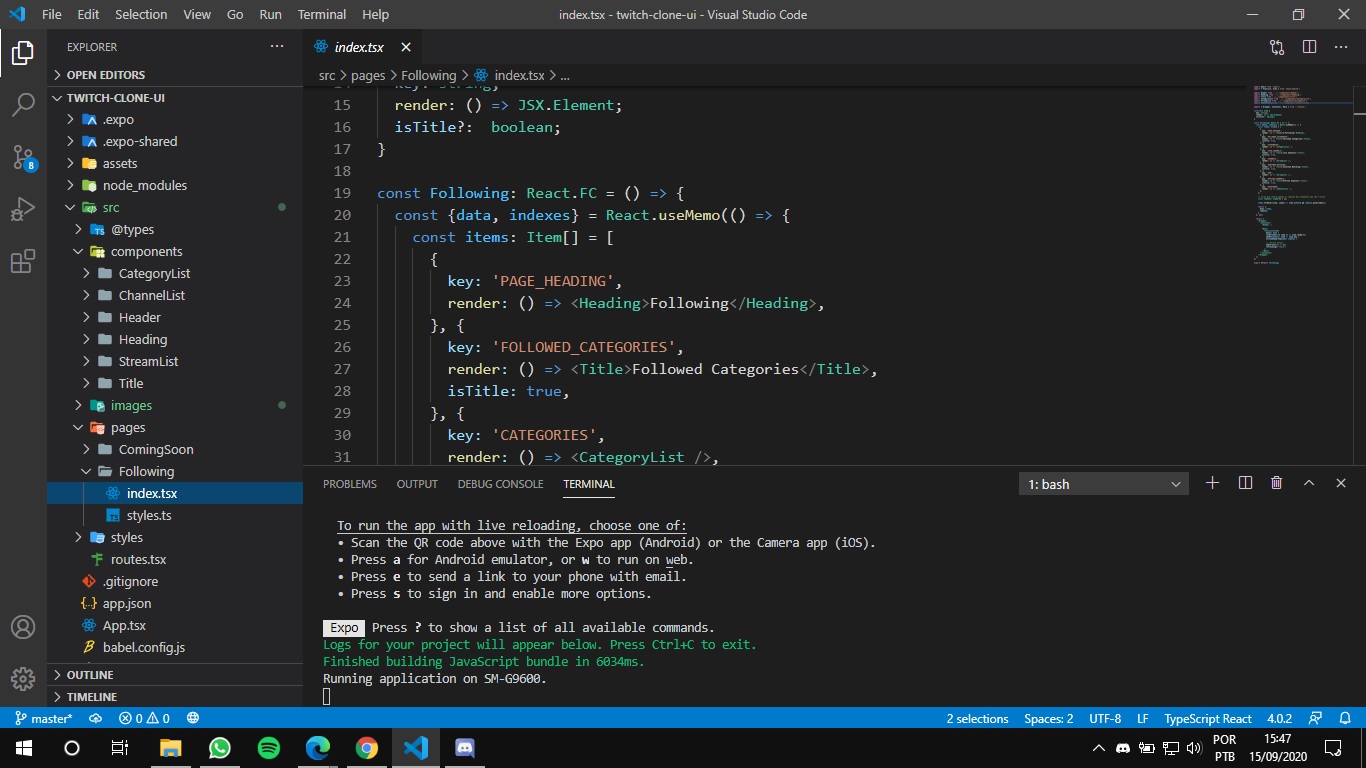 File Edit Selection View Go Run Terminal Help
index.tsx - twitch-clone-ui - Visual Studio Code
EXPLORER
OPEN EDITORS
TWITCH-CLONE-UI
.expo
.expo-shared
assets
node_modules
src
@types
components
CategoryList
ChannelList
Header
Heading
StreamList
Title
images
pages
ComingSoon
Following
index.tsx
styles.ts
styles
routes.tsx
.gitignore
app.json
App.tsx
babel.config.js
OUTLINE
TIMELINE
8
index.tsx
src > pages > Following > index.tsx > ...
14 key: string;
15 render: () => JSX.Element;
16 isTitle?: boolean;
17 }
18
19 const Following: React.FC = () => {
20 const {data, indexes} = React.useMemo(() => {
21 const items: Item[] = [
22 {
23 key: 'PAGE_HEADING',
24 render: () => <Heading>Following</Heading>,
25 }, {
26 key: 'FOLLOWED_CATEGORIES',
27 render: () => <Title>Followed Categories</Title>,
28 isTitle: true,
29 }, {
30 key: 'CATEGORIES',
31 render: () => <CategoryList />,
PROBLEMS OUTPUT DEBUG CONSOLE TERMINAL
1: bash
To run the app with live reloading, choose one of:
• Scan the QR code above with the Expo app (Android) or the Camera app (iOS).
• Press a for Android emulator, or w to run on web.
• Press e to send a link to your phone with email.
• Press s to sign in and enable more options.
Expo Press ? to show a list of all available commands.
Logs for your project will appear below. Press Ctrl+C to exit.
Finished building JavaScript bundle in 6034ms.
Running application on SM-G9600.
master* 0 0
2 selections Spaces: 2 UTF-8 LF TypeScript React 4.0.2
POR
PTB
15:47
15/09/2020